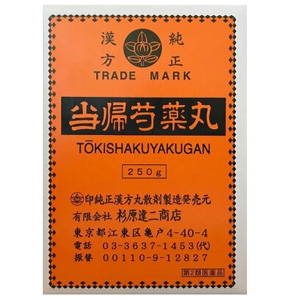 漢方 純正
TRADE MARK
当帰芍薬丸
TŌKISHAKUYAKUGAN
250g
印純正漢方丸散剤製造発売元
有限会社 杉原達二商店
東京都江東区亀戸4-40-4
電話 03-3637-1453(代)
振替 00110-9-12827
第2類医薬品